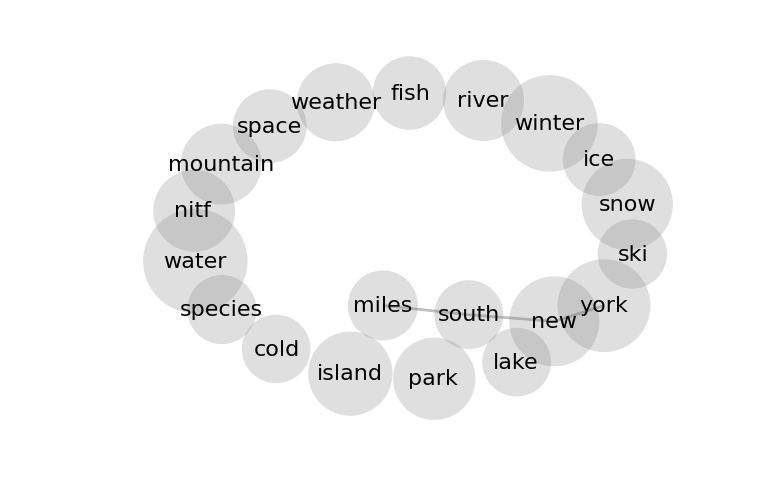 fish
weather
river
winter
space
ice
mountain
snow
nitf
ski
water
miles
york
species
south
new
cold
lake
island
park